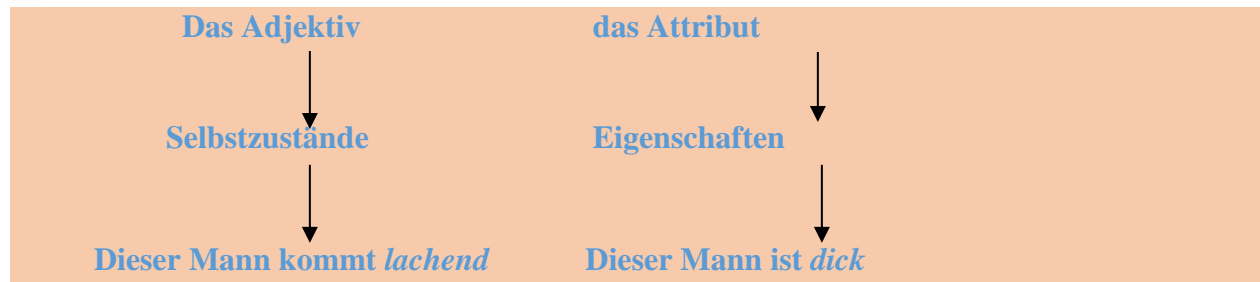 Das Adjektiv das Attribut
Selbstzustände Eigenschaften
Dieser Mann kommt lachend Dieser Mann ist dick